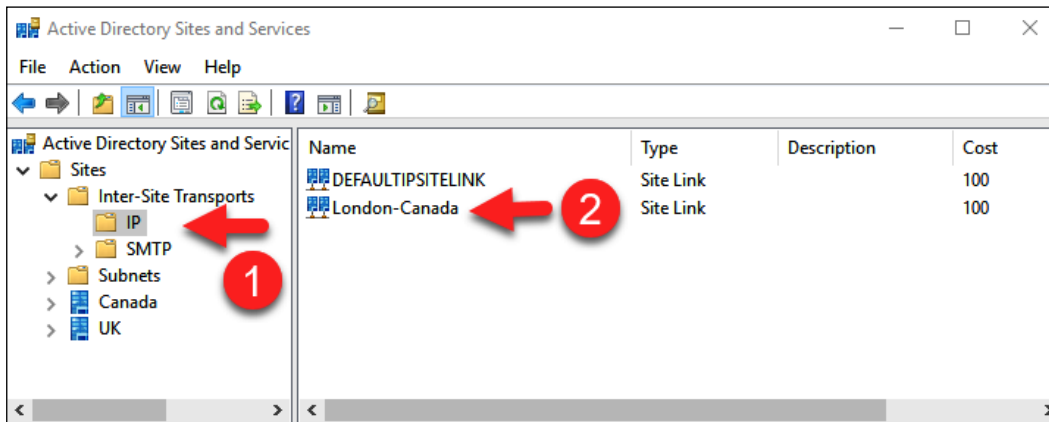 Active Directory Sites and Services
File Action View Help
Active Directory Sites and Servic
Name Type Description Cost
Sites
DEFAULTIPSITELINK Site Link 100
Inter-Site Transports
London-Canada Site Link 100
2
IP
SMTP
1
Subnets
Canada
UK